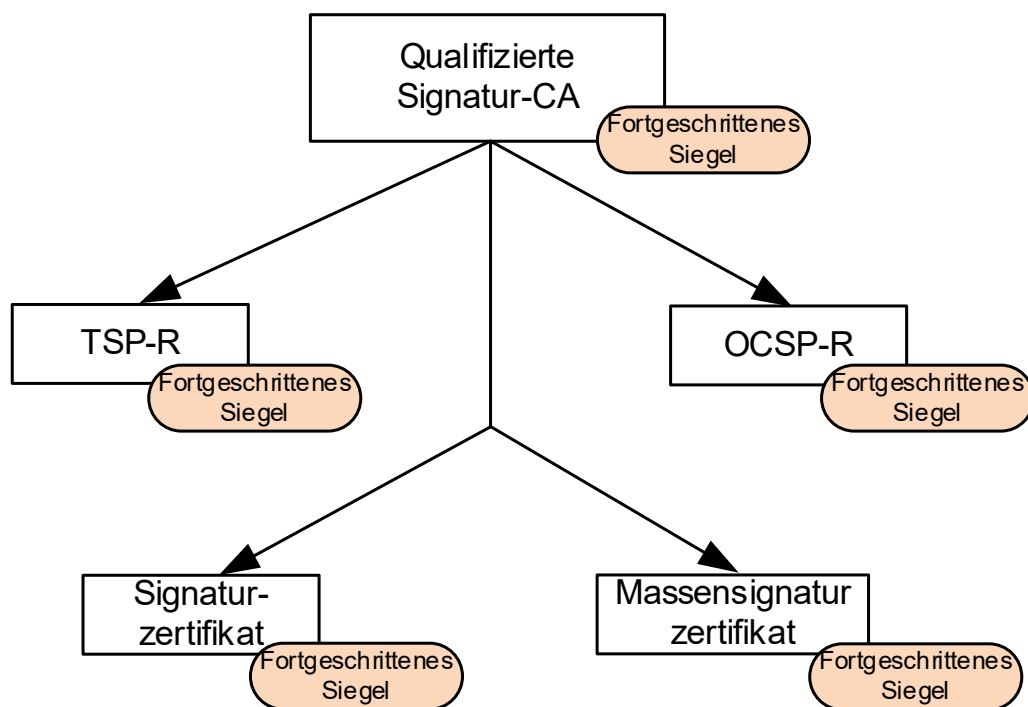 Qualifizierte
Signatur-CA
Fortgeschrittenes
Siegel
TSP-R
Fortgeschrittenes
Siegel
OCSP-R
Fortgeschrittenes
Siegel
Signatur-
zertifikat
Fortgeschrittenes
Siegel
Massensignatur
zertifikat
Fortgeschrittenes
Siegel